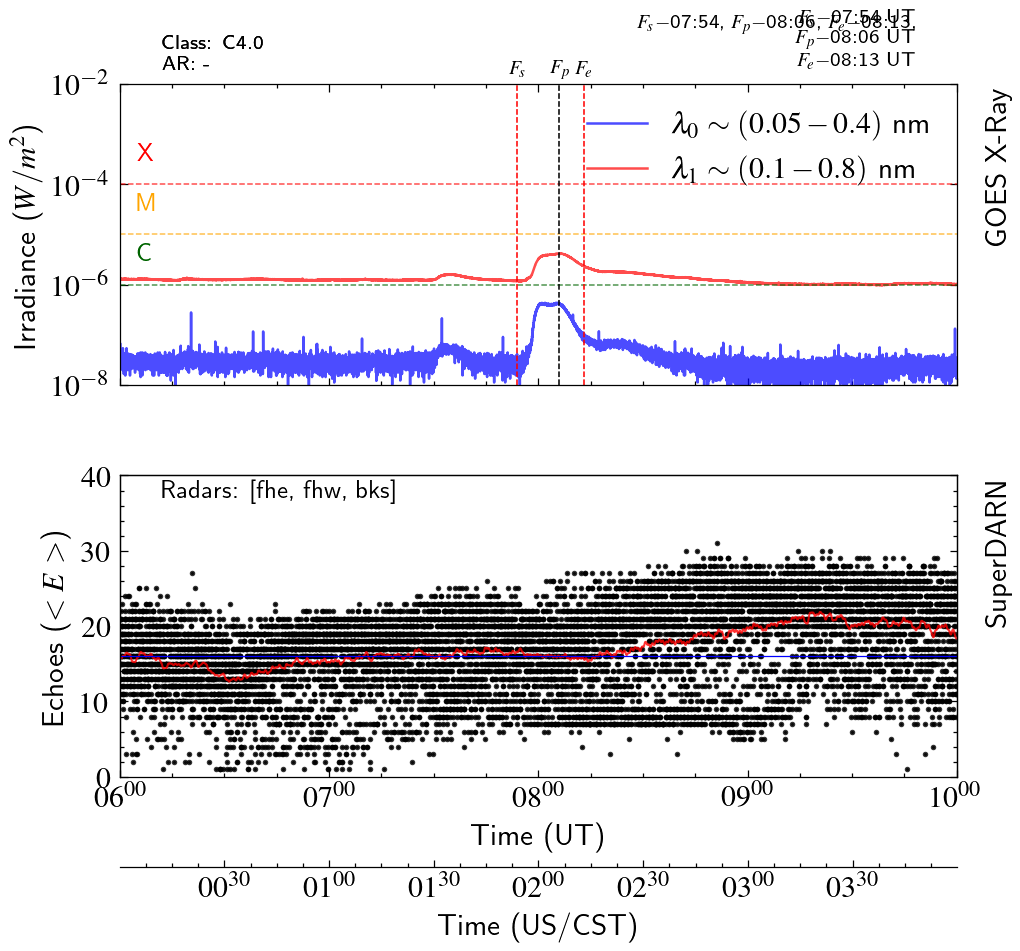 F_s−07:54, F_p−08:06, F_e−08:13,
F_s−07:54 UT
F_p−08:06 UT
F_e−08:13 UT
Class: C4.0
AR: -
F_s F_p F_e
10^−2
10^−4
10^−6
10^−8
Irradiance (W/m^2)
X
M
C
λ_0 ∼ (0.05 − 0.4) nm
λ_1 ∼ (0.1 − 0.8) nm
GOES X-Ray
Radars: [fhe, fhw, bks]
40
30
20
10
0
Echoes (< E >)
SuperDARN
06^00 07^00 08^00 09^00 10^00
Time (UT)
00^30 01^00 01^30 02^00 02^30 03^00 03^30
Time (US/CST)